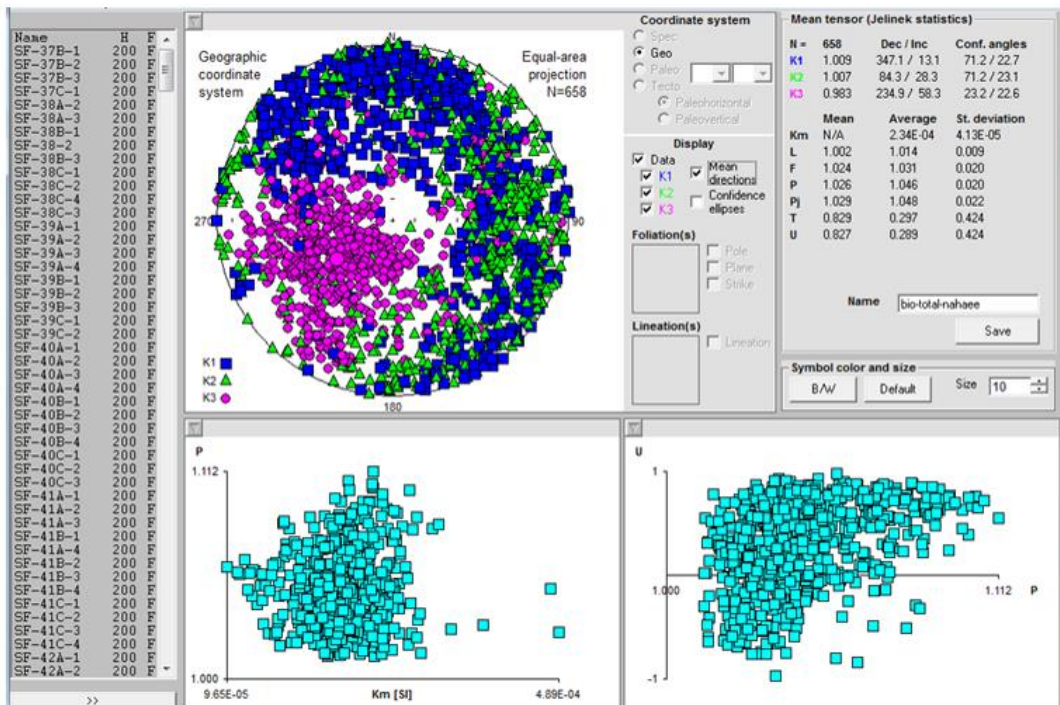 Name H F
SF-37B-1 200 F
SF-37B-2 200 F
SF-37B-3 200 F
SF-37C-1 200 F
SF-38A-2 200 F
SF-38A-3 200 F
SF-38B-1 200 F
SF-38-2 200 F
SF-38B-3 200 F
SF-38C-1 200 F
SF-38C-2 200 F
SF-38C-4 200 F
SF-38C-3 200 F
SF-39A-1 200 F
SF-39A-2 200 F
SF-39A-3 200 F
SF-39A-4 200 F
SF-39B-1 200 F
SF-39B-2 200 F
SF-39B-3 200 F
SF-39C-1 200 F
SF-39C-2 200 F
SF-40A-1 200 F
SF-40A-2 200 F
SF-40A-3 200 F
SF-40A-4 200 F
SF-40B-1 200 F
SF-40B-2 200 F
SF-40B-3 200 F
SF-40B-4 200 F
SF-40C-1 200 F
SF-40C-2 200 F
SF-40C-3 200 F
SF-41A-1 200 F
SF-41A-2 200 F
SF-41A-3 200 F
SF-41B-1 200 F
SF-41A-4 200 F
SF-41B-2 200 F
SF-41B-3 200 F
SF-41B-4 200 F
SF-41C-1 200 F
SF-41C-2 200 F
SF-41C-3 200 F
SF-41C-4 200 F
SF-42A-1 200 F
SF-42A-2 200 F
>>
Geographic
coordinate
system
N
Equal-area
projection
N=658
270
90
180
K1
K2
K3
Coordinate system
Spec
Geo
Paleo
Tecto
Paleohorizontal
Paleovertical
Display
Data
K1
K2
K3
Mean
directions
Confidence
ellipses
Foliation(s)
Pole
Plane
Strike
Lineation(s)
Lineation
Mean tensor (Jelinek statistics)
N = 658 Dec / Inc Conf. angles
K1 1.009 347.1 / 13.1 71.2 / 22.7
K2 1.007 84.3 / 28.3 71.2 / 23.1
K3 0.983 234.9 / 58.3 23.2 / 22.6
Mean Average St. deviation
Km N/A 2.34E-04 4.13E-05
L 1.002 1.014 0.009
F 1.024 1.031 0.020
P 1.026 1.046 0.020
Pj 1.029 1.048 0.022
T 0.829 0.297 0.424
U 0.827 0.289 0.424
Name bio-total-nahaee
Save
Symbol color and size
B/W Default Size 10
P
1.112
1.000
9.65E-05 Km [SI] 4.89E-04
U
1
1.000 1.112 P
-1